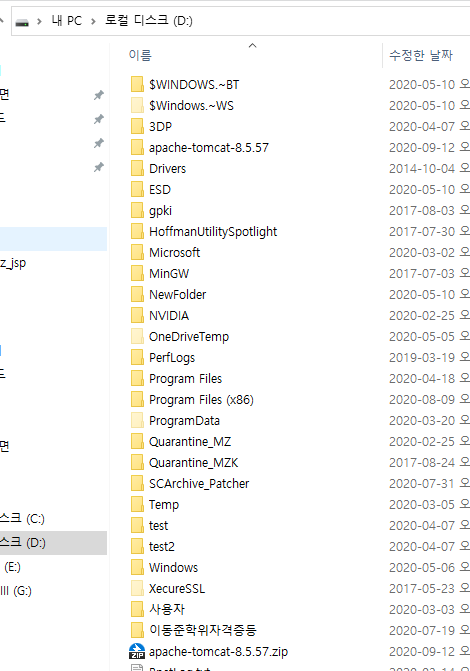 내 PC > 로컬 디스크 (D:)
이름 수정한 날짜
$WINDOWS.~BT 2020-05-10 오
$Windows.~WS 2020-05-10 오
3DP 2020-04-07 오
apache-tomcat-8.5.57 2020-09-12 오
Drivers 2014-10-04 오
ESD 2020-05-10 오
gpki 2017-08-03 오
HoffmanUtilitySpotlight 2017-07-30 오
z_jsp
Microsoft 2020-03-02 오
MinGW 2017-07-03 오
NewFolder 2020-05-10 오
NVIDIA 2020-02-25 오
OneDriveTemp 2020-05-05 오
PerfLogs 2019-03-19 오
Program Files 2020-04-18 오
Program Files (x86) 2020-08-09 오
ProgramData 2020-03-20 오
Quarantine_MZ 2020-02-25 오
면
Quarantine_MZK 2017-08-24 오
SCArchive_Patcher 2020-07-31 오
Temp 2020-03-05 오
스크 (C:)
test 2020-04-07 오
스크 (D:)
test2 2020-04-07 오
(E:)
Windows 2020-05-06 오
III (G:)
XecureSSL 2017-05-23 오
사용자 2020-03-03 오
이동준학위자격증등 2020-07-19 오
apache-tomcat-8.5.57.zip 2020-09-12 오